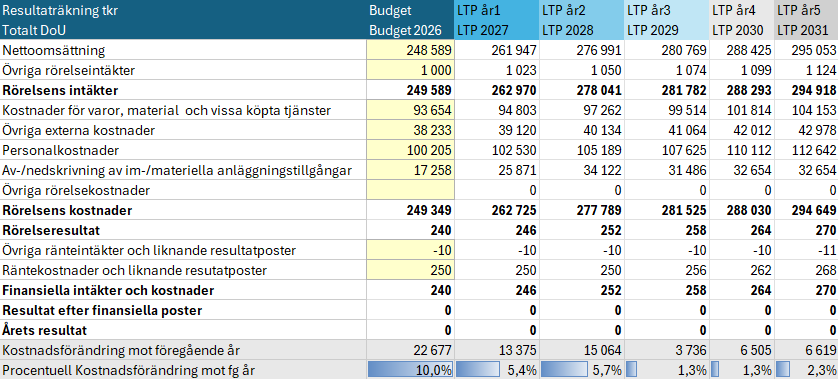 Resultaträkning tkr Budget LTP år1 LTP år2 LTP år3 LTP år4 LTP år5
Totalt DoU Budget 2026 LTP 2027 LTP 2028 LTP 2029 LTP 2030 LTP 2031
Nettoomsättning 248 589 261 947 276 991 280 769 288 425 295 053
Övriga rörelseintäkter 1 000 1 023 1 050 1 074 1 099 1 124
Rörelsens intäkter 249 589 262 970 278 041 281 782 288 293 294 918
Kostnader för varor, material och vissa köpta tjänster 93 654 94 803 97 262 99 514 101 814 104 153
Övriga externa kostnader 38 233 39 120 40 134 41 064 42 012 42 978
Personalkostnader 100 205 102 530 105 189 107 625 110 112 112 642
Av-/nedskrivning av im-/materiella anläggningstillgångar 17 258 25 871 34 122 31 486 32 654 32 654
Övriga rörelsekostnader 0 0 0 0 0
Rörelsens kostnader 249 349 262 725 277 789 281 525 288 030 294 649
Rörelseresultat 240 246 252 258 264 270
Övriga ränteintäkter och liknande resultatposter -10 -10 -10 -10 -10 -11
Räntekostnader och liknande resutatposter 250 250 250 256 262 268
Finansiella intäkter och kostnader 240 246 252 258 264 270
Resultat efter finansiella poster 0 0 0 0 0 0
Årets resultat 0 0 0 0 0 0
Kostnadsförändring mot föregående år 22 677 13 375 15 064 3 736 6 505 6 619
Procentuell Kostnadsförändring mot fg år 10,0% 5,4% 5,7% 1,3% 1,3% 2,3%